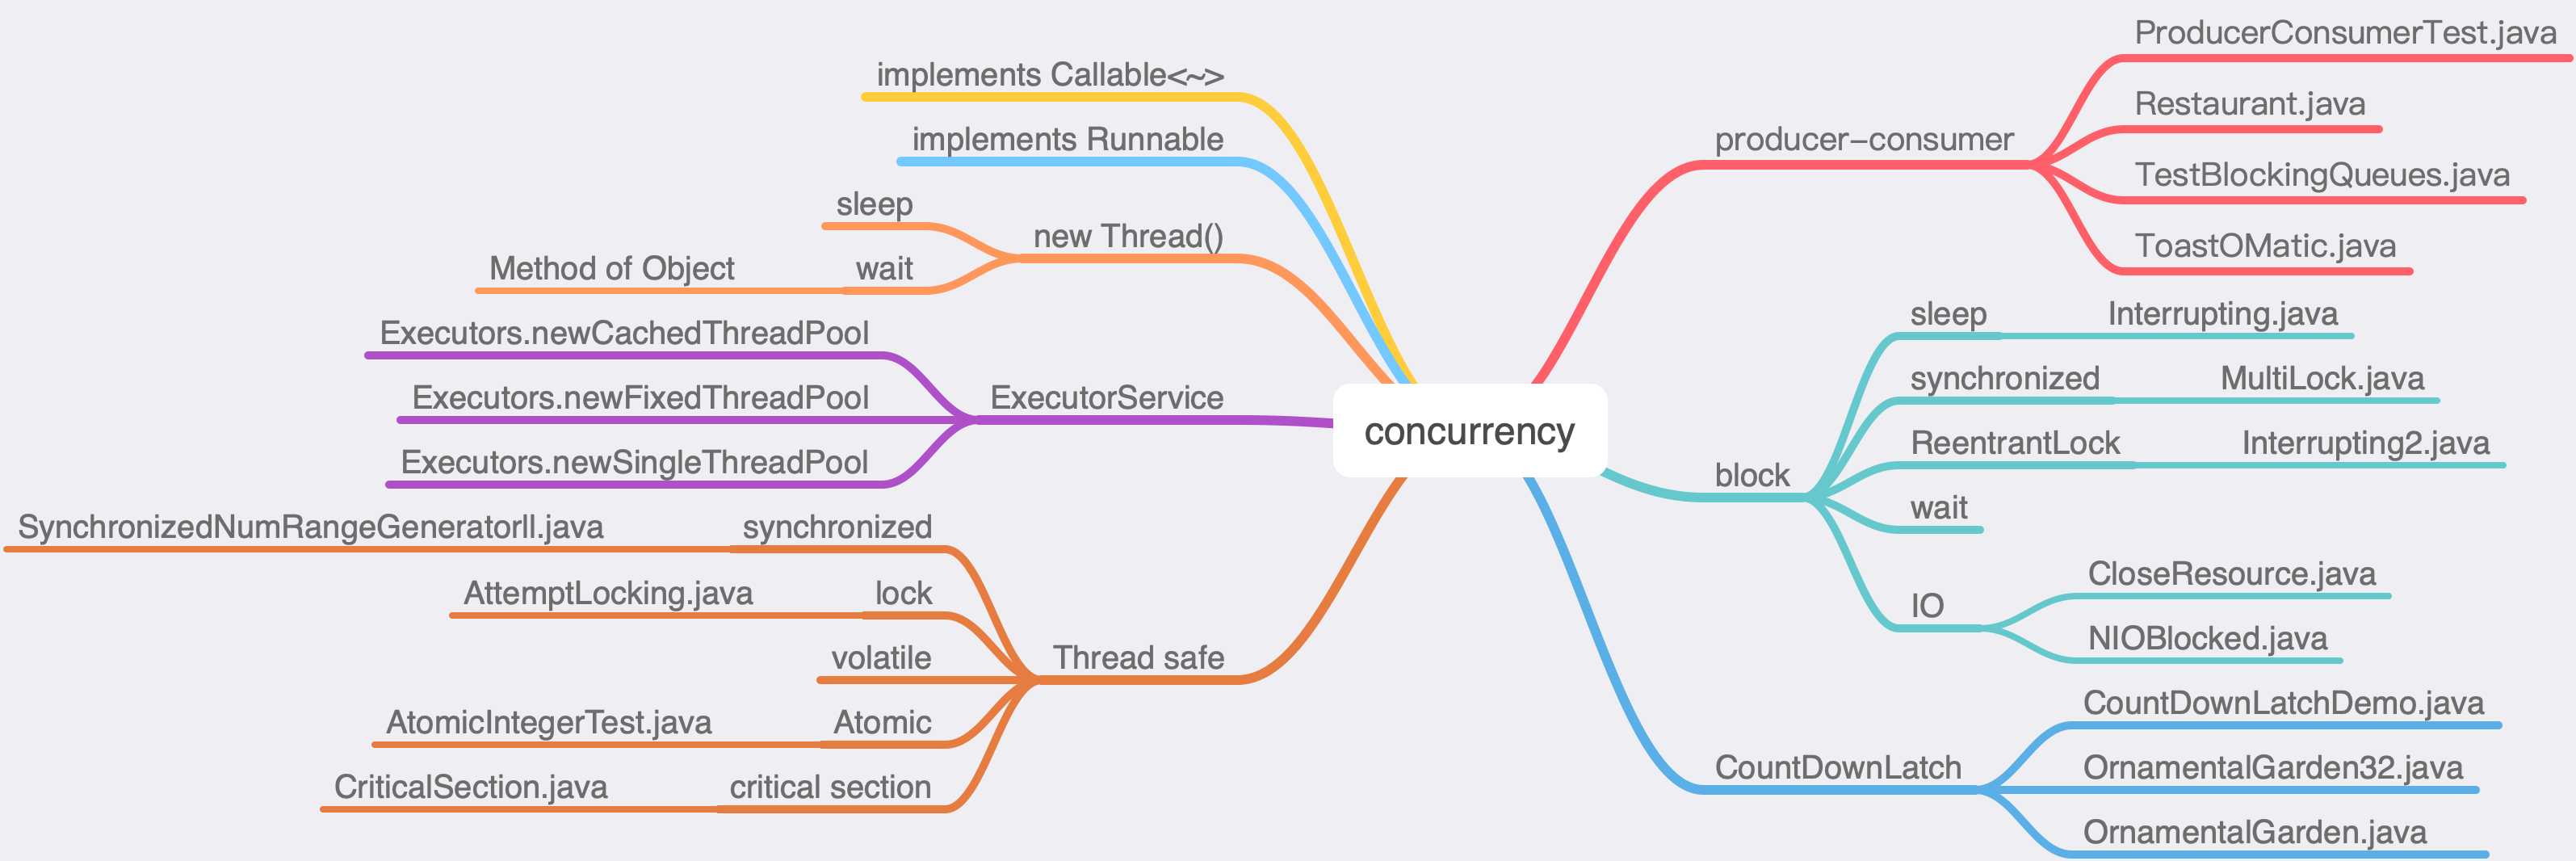 concurrency
producer–consumer
ProducerConsumerTest.java
Restaurant.java
TestBlockingQueues.java
ToastOMatic.java
block
sleep
Interrupting.java
synchronized
MultiLock.java
ReentrantLock
Interrupting2.java
wait
IO
CloseResource.java
NIOBlocked.java
CountDownLatch
CountDownLatchDemo.java
OrnamentalGarden32.java
OrnamentalGarden.java
implements Callable<~>
implements Runnable
new Thread()
sleep
wait
Method of Object
ExecutorService
Executors.newCachedThreadPool
Executors.newFixedThreadPool
Executors.newSingleThreadPool
Thread safe
synchronized
SynchronizedNumRangeGeneratorII.java
lock
AttemptLocking.java
volatile
Atomic
AtomicIntegerTest.java
critical section
CriticalSection.java